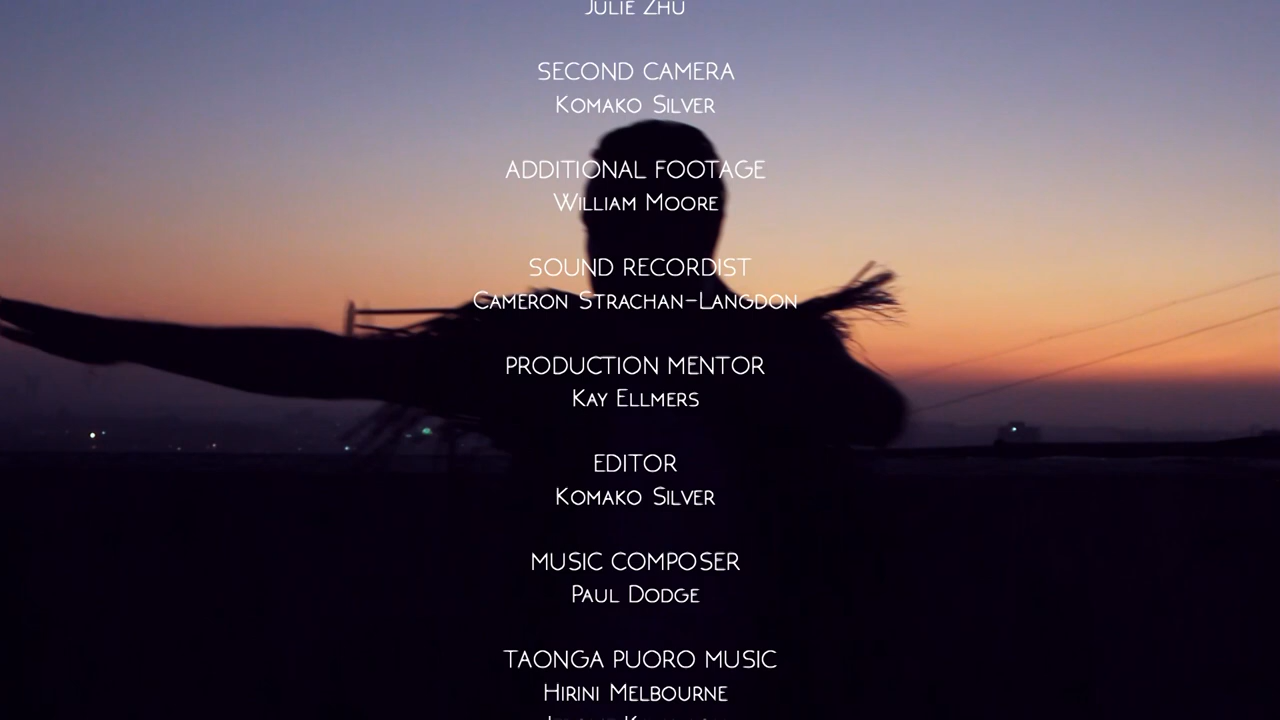 Julie Zhu
SECOND CAMERA
Komako Silver
ADDITIONAL FOOTAGE
William Moore
SOUND RECORDIST
Cameron Strachan-Langdon
PRODUCTION MENTOR
Kay Ellmers
EDITOR
Komako Silver
MUSIC COMPOSER
Paul Dodge
TAONGA PUORO MUSIC
Hirini Melbourne